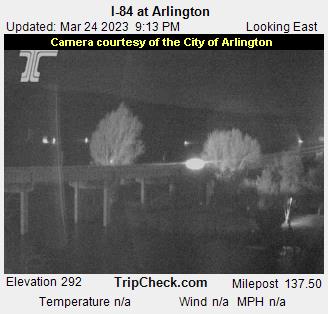 I-84 at Arlington
Updated: Mar 24 2023 9:13 PM Looking East
Camera courtesy of the City of Arlington
Elevation 292 TripCheck.com Milepost 137.50
Temperature n/a Wind n/a MPH n/a